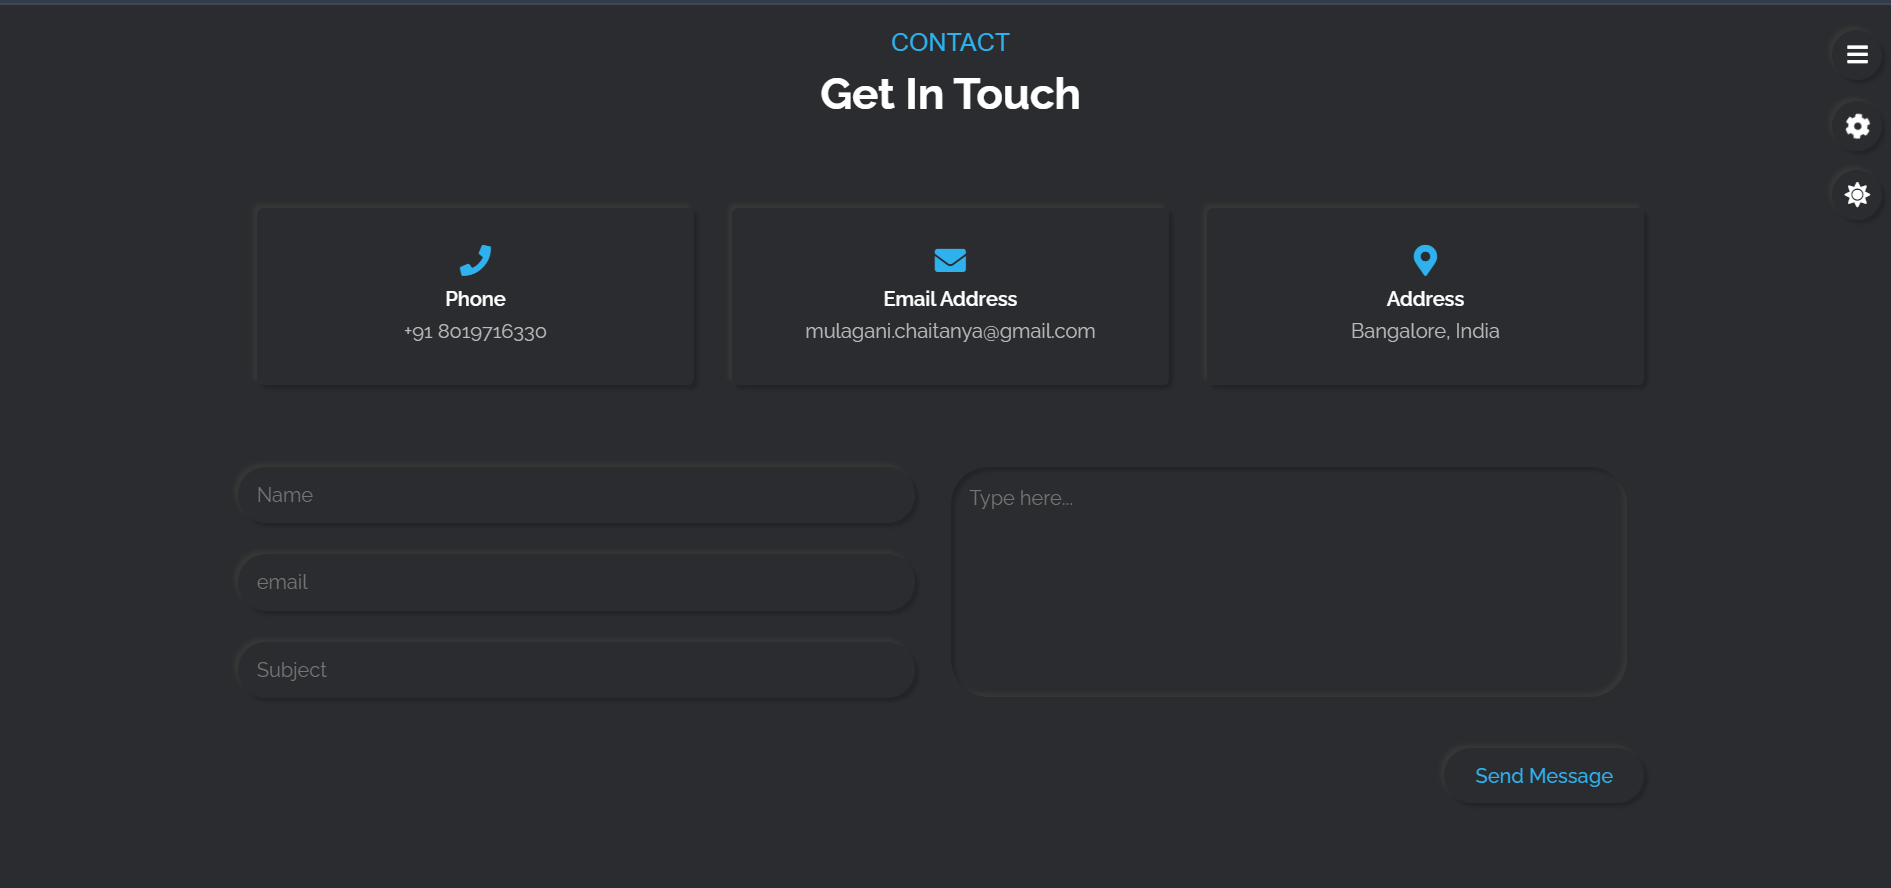 CONTACT
Get In Touch
Phone
+91 8019716330
Email Address
mulagani.chaitanya@gmail.com
Address
Bangalore, India
Name
email
Subject
Type here...
Send Message